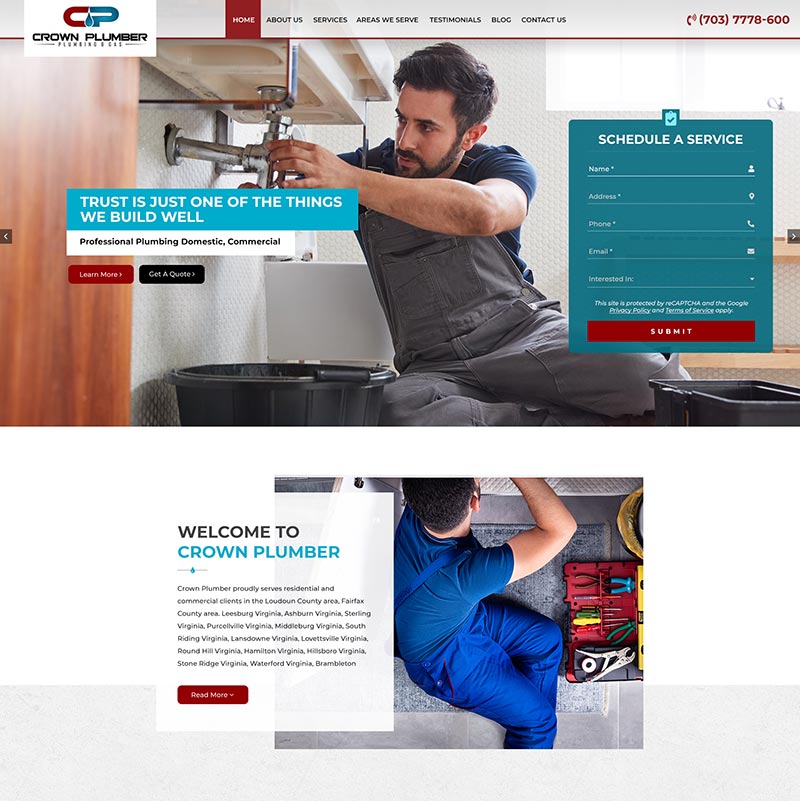 CP
CROWN PLUMBER
PLUMBING & GAS
HOME ABOUT US SERVICES AREAS WE SERVE TESTIMONIALS BLOG CONTACT US
(703) 7778-600
TRUST IS JUST ONE OF THE THINGS
WE BUILD WELL
Professional Plumbing Domestic, Commercial
Learn More
Get A Quote
SCHEDULE A SERVICE
Name *
Address *
Phone *
Email *
Interested In:
This site is protected by reCAPTCHA and the Google
Privacy Policy and Terms of Service apply.
SUBMIT
WELCOME TO
CROWN PLUMBER
Crown Plumber proudly serves residential and
commercial clients in the Loudoun County area, Fairfax
County area. Leesburg Virginia, Ashburn Virginia, Sterling
Virginia, Purcellville Virginia, Middleburg Virginia, South
Riding Virginia, Lansdowne Virginia, Lovettsville Virginia,
Round Hill Virginia, Hamilton Virginia, Hillsboro Virginia,
Stone Ridge Virginia, Waterford Virginia, Brambleton
Read More